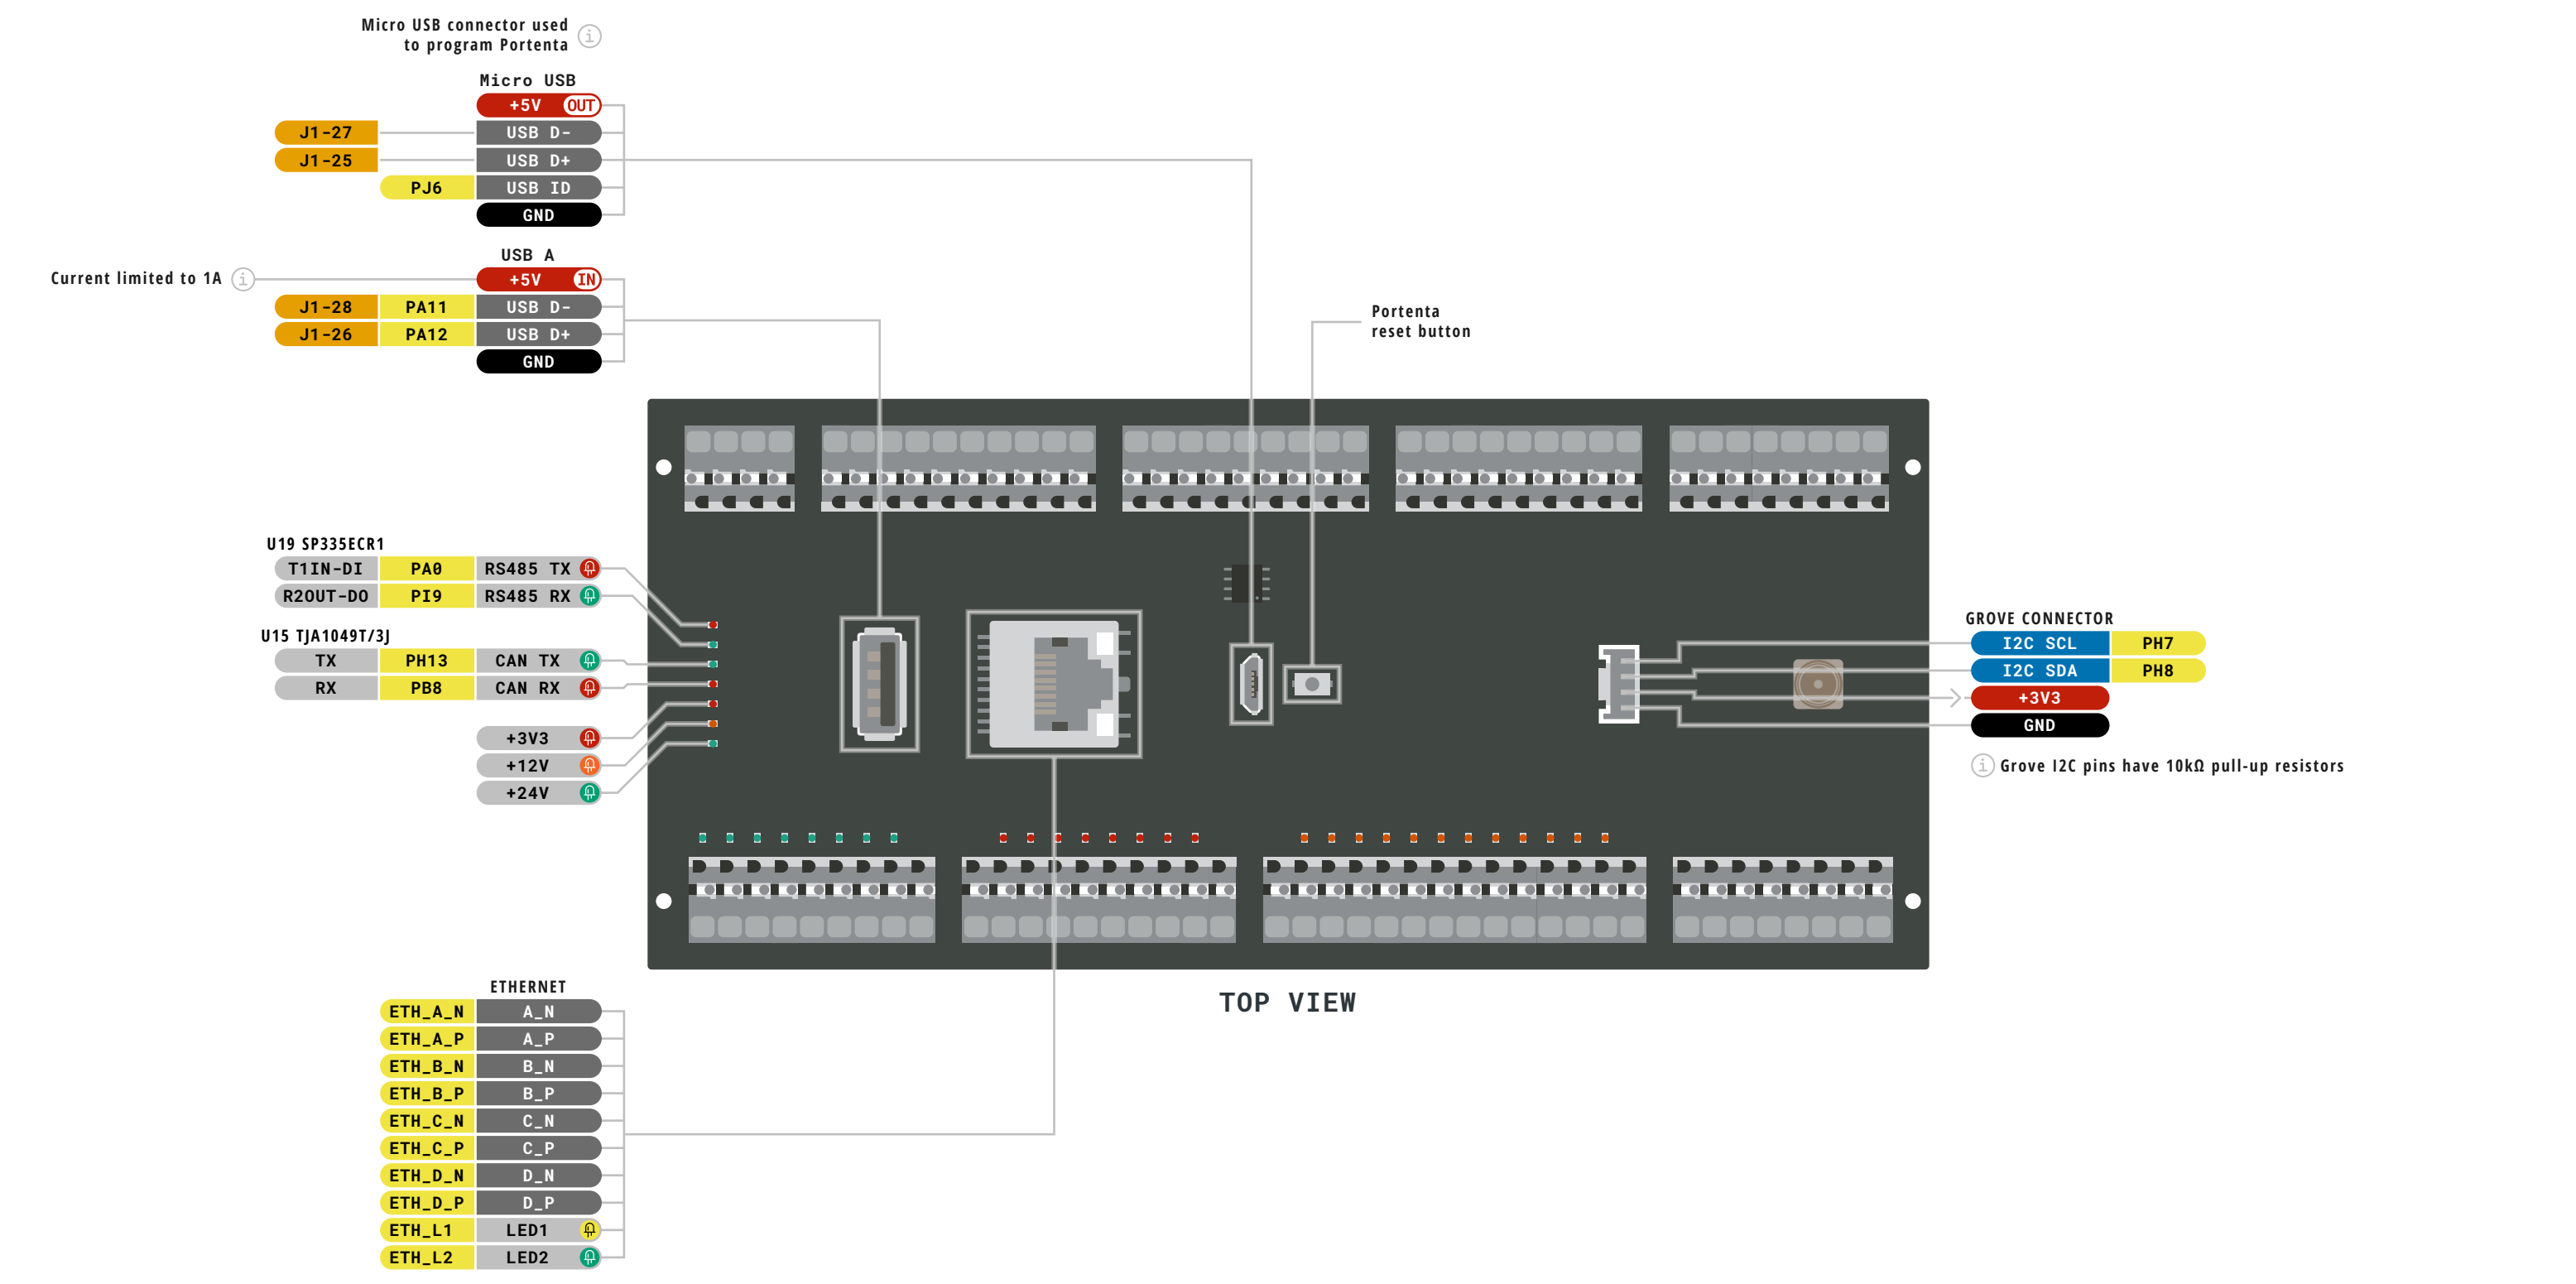 Micro USB connector used
to program Portenta
Micro USB
+5V OUT
J1-27 USB D-
J1-25 USB D+
PJ6 USB ID
GND
USB A
Current limited to 1A +5V IN
J1-28 PA11 USB D-
J1-26 PA12 USB D+
GND
Portenta
reset button
U19 SP335ECR1
T1IN-DI PA0 RS485 TX
R2OUT-DO PI9 RS485 RX
U15 TJA1049T/3J
TX PH13 CAN TX
RX PB8 CAN RX
+3V3
+12V
+24V
GROVE CONNECTOR
I2C SCL PH7
I2C SDA PH8
+3V3
GND
Grove I2C pins have 10kΩ pull-up resistors
TOP VIEW
ETHERNET
ETH_A_N A_N
ETH_A_P A_P
ETH_B_N B_N
ETH_B_P B_P
ETH_C_N C_N
ETH_C_P C_P
ETH_D_N D_N
ETH_D_P D_P
ETH_L1 LED1
ETH_L2 LED2